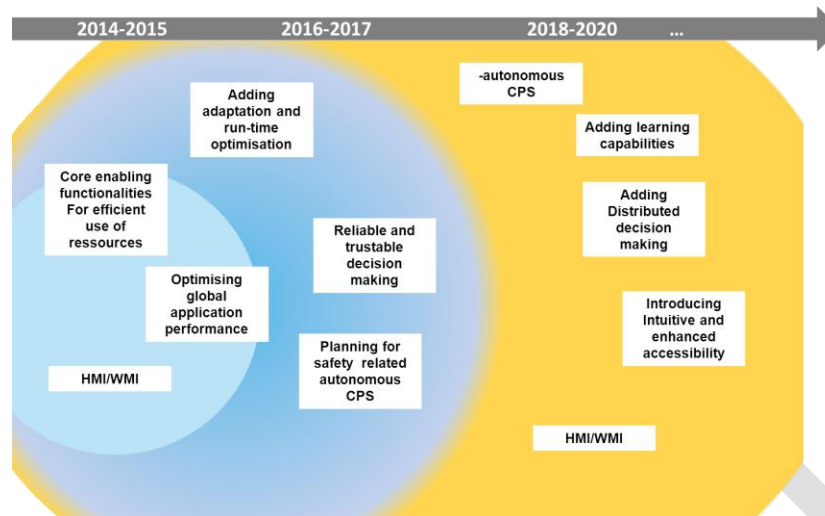 2014-2015
2016-2017
2018-2020
...
-autonomous
CPS
Adding
adaptation and
run-time
optimisation
Adding learning
capabilities
Core enabling
functionalities
For efficient
use of
ressources
Adding
Distributed
decision
making
Reliable and
trustable
decision
making
Optimising
global
application
performance
Introducing
Intuitive and
enhanced
accessibility
Planning for
safety related
autonomous
CPS
HMI/WMI
HMI/WMI